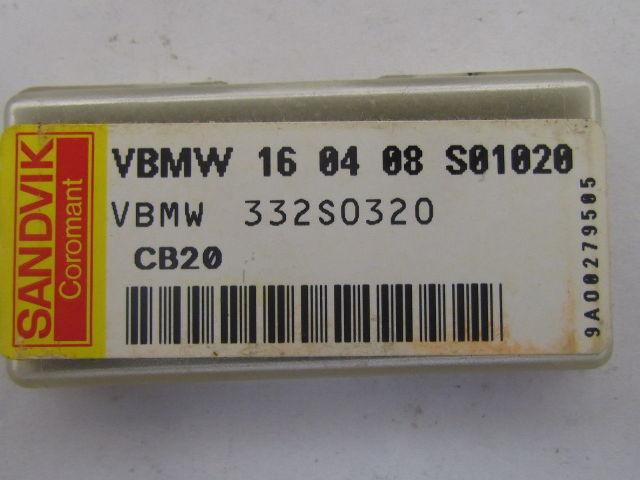 SANDVIK
Coromant
VBMW 16 04 08 S01020
VBMW 332S0320
CB20
9A00279505